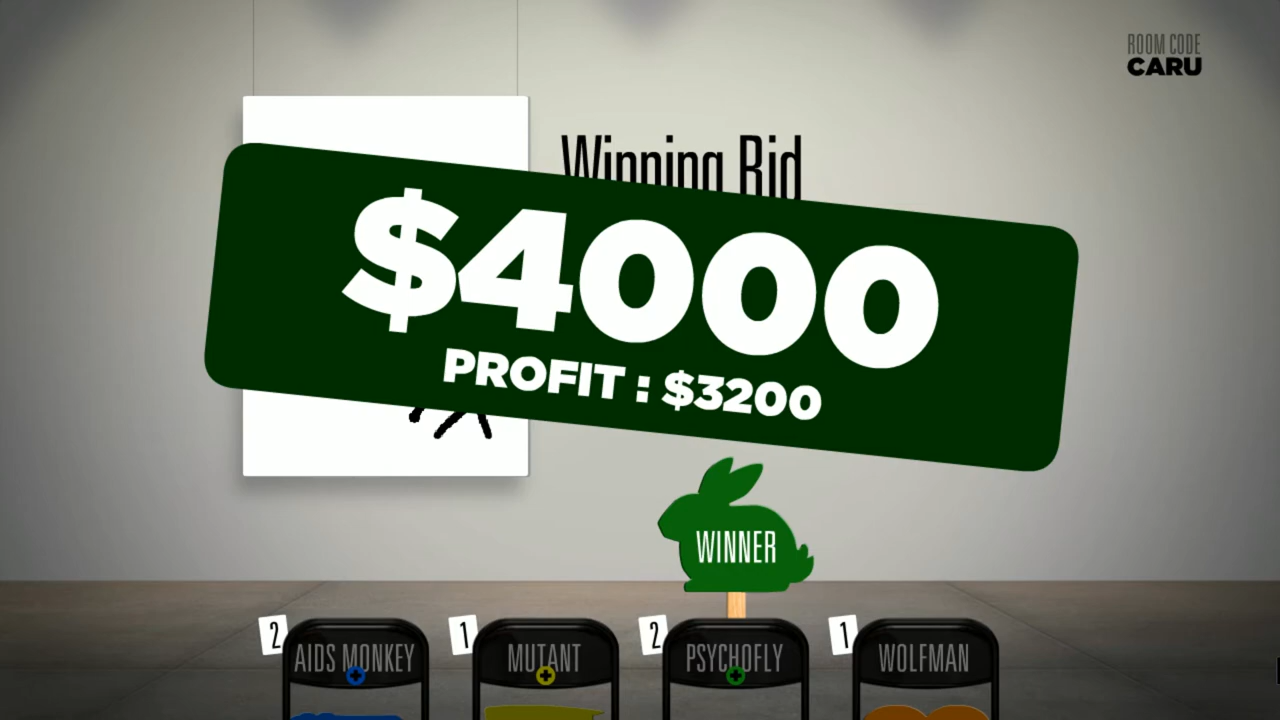 ROOM CODE
CARU
Winning Bid
$4000
PROFIT : $3200
WINNER
2
AIDS MONKEY
1
MUTANT
2
PSYCHOFLY
1
WOLFMAN